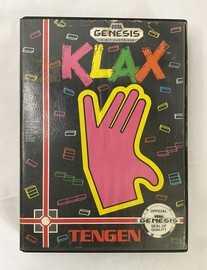 SEGA
GENESIS
KLAX
OFFICIAL
SEGA
GENESIS
SEAL OF
QUALITY
TENGEN